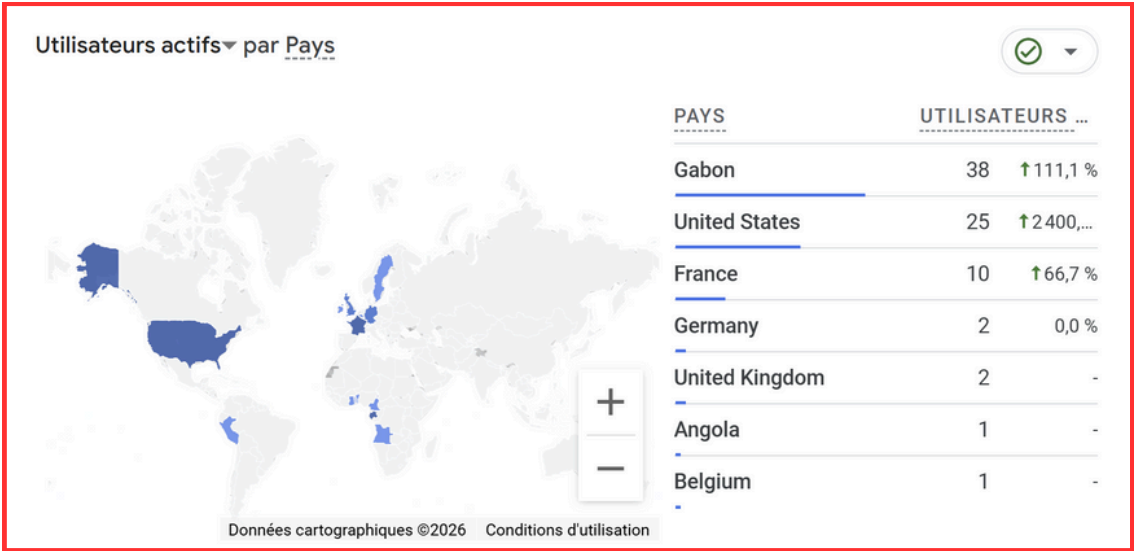 Utilisateurs actifs par Pays
PAYS UTILISATEURS ...
Gabon 38 ↑111,1 %
United States 25 ↑2 400,...
France 10 ↑66,7 %
Germany 2 0,0 %
United Kingdom 2 -
Angola 1 -
Belgium 1 -
+
−
Données cartographiques ©2026 Conditions d'utilisation